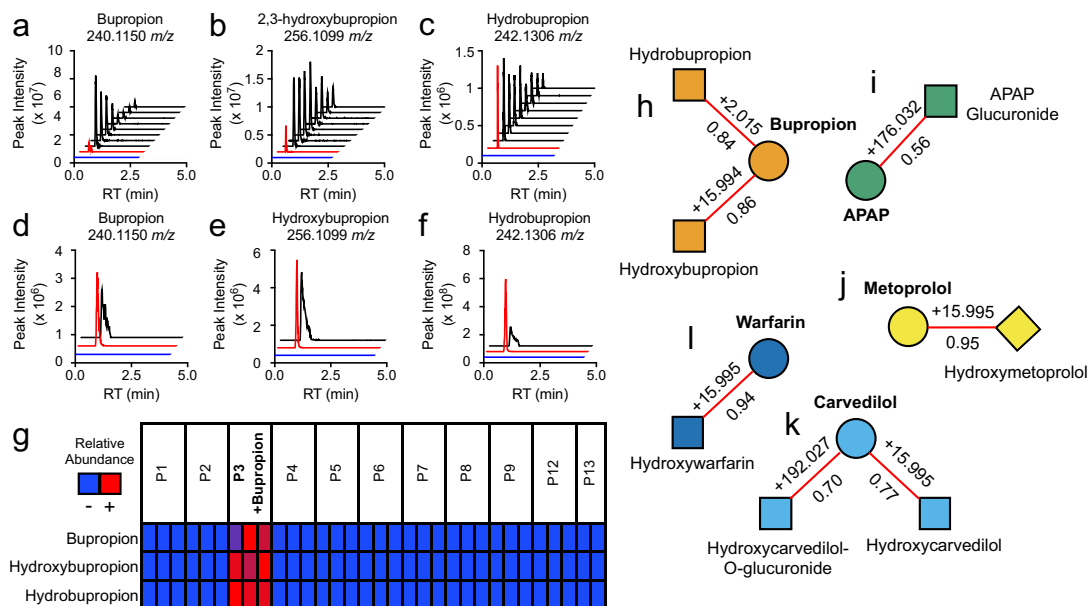 a
Bupropion
240.1150 m/z
Peak Intensity
(x 10⁷)
10
8
6
4
2
0
0.0
2.5
5.0
RT (min)
b
2,3-hydroxybupropion
256.1099 m/z
Peak Intensity
(x 10⁷)
2
1.5
1
0.5
0
0.0
2.5
5.0
RT (min)
c
Hydrobupropion
242.1306 m/z
Peak Intensity
(x 10⁶)
1.5
1
0.5
0
0.0
2.5
5.0
RT (min)
d
Bupropion
240.1150 m/z
Peak Intensity
(x 10⁶)
4
3
2
1
0
0.0
2.5
5.0
RT (min)
e
Hydroxybupropion
256.1099 m/z
Peak Intensity
(x 10⁶)
6
4
2
0
0.0
2.5
5.0
RT (min)
f
Hydrobupropion
242.1306 m/z
Peak Intensity
(x 10⁸)
8
6
4
2
0
0.0
2.5
5.0
RT (min)
g
Relative
Abundance
- +
P1
P2
P3
+Bupropion
P4
P5
P6
P7
P8
P9
P12
P13
Bupropion
Hydroxybupropion
Hydrobupropion
h
Hydrobupropion
+2.015
0.84
Bupropion
+15.994
0.86
Hydroxybupropion
i
APAP
Glucuronide
+176.032
0.56
APAP
j
Metoprolol
+15.995
0.95
Hydroxymetoprolol
l
Warfarin
+15.995
0.94
Hydroxywarfarin
k
Carvedilol
+192.027
0.70
+15.995
0.77
Hydroxycarvedilol-
O-glucuronide
Hydroxycarvedilol